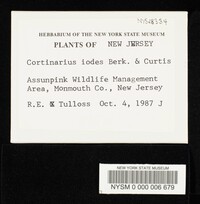 HERBARIUM OF THE NEW YORK STATE MUSEUM
PLANTS OF NEW JERSEY
Cortinarius iodes Berk. & Curtis
Assunpink Wildlife Management
Area, Monmouth Co., New Jersey
R.E. & Tulloss Oct. 4, 1987 J
NEW YORK STATE MUSEUM
NYSM 0 000 006 679